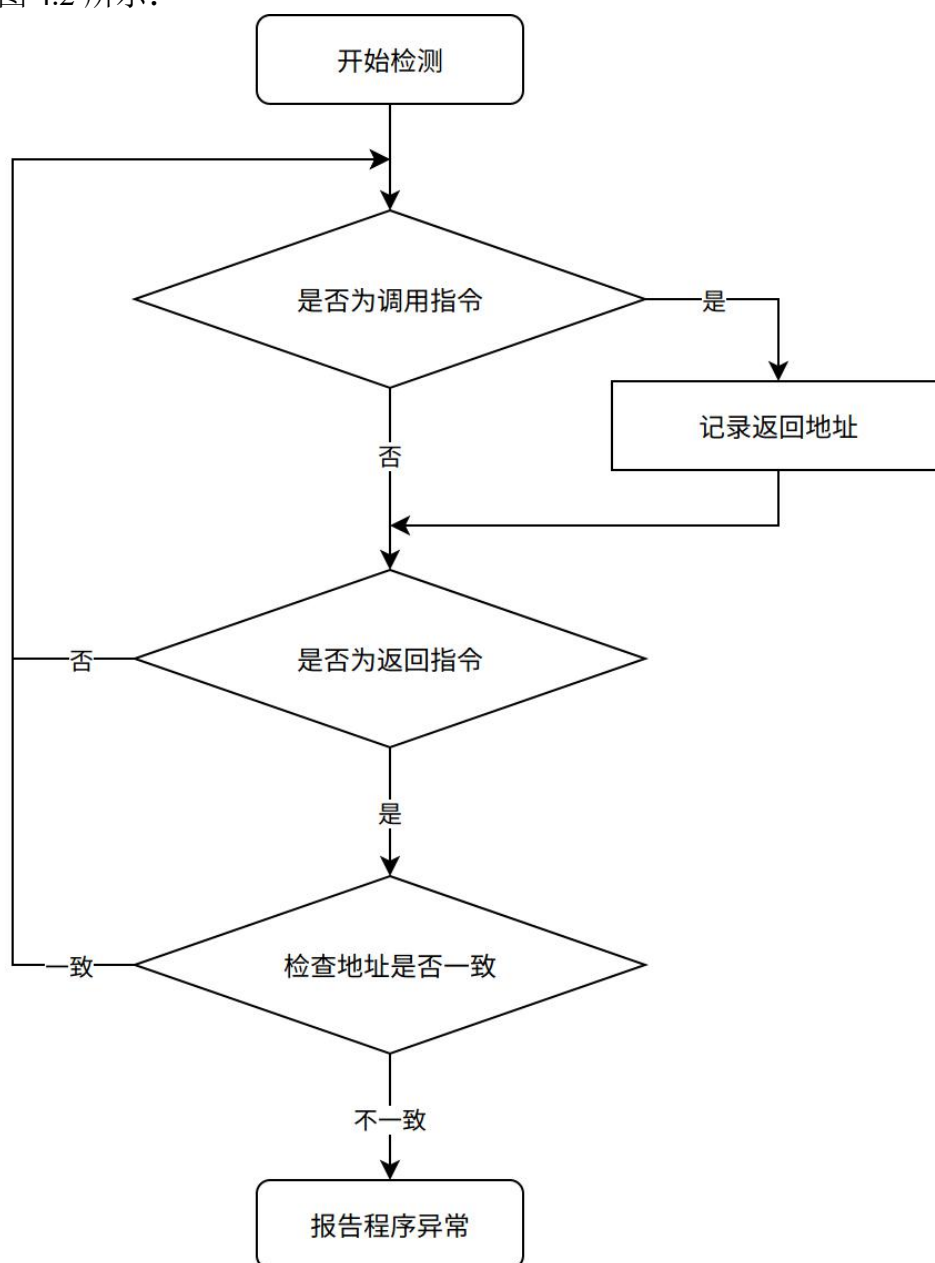 图 4.2 所示：
开始检测
是否为调用指令
是
记录返回地址
否
是否为返回指令
否
是
检查地址是否一致
一致
不一致
报告程序异常